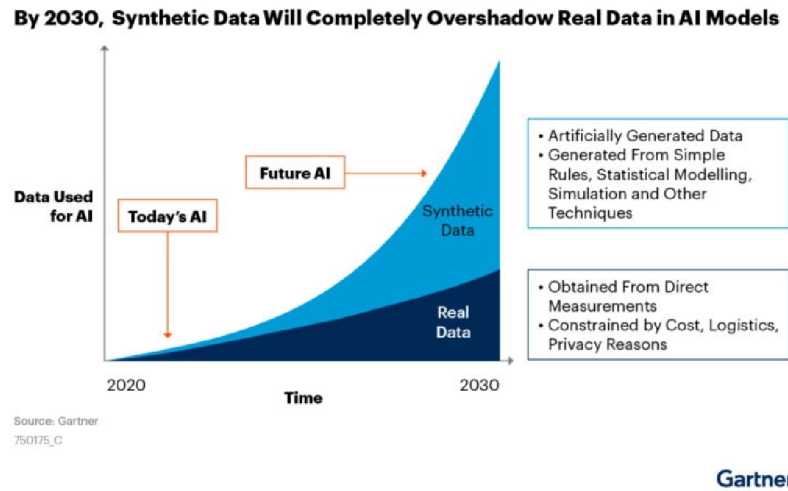 By 2030, Synthetic Data Will Completely Overshadow Real Data in AI Models
Data Used
for AI
Today's AI
Future AI
Synthetic
Data
Real
Data
• Artificially Generated Data
• Generated From Simple
Rules, Statistical Modelling,
Simulation and Other
Techniques
• Obtained From Direct
Measurements
• Constrained by Cost, Logistics,
Privacy Reasons
2020
2030
Time
Source: Gartner
750175_C
Gartner